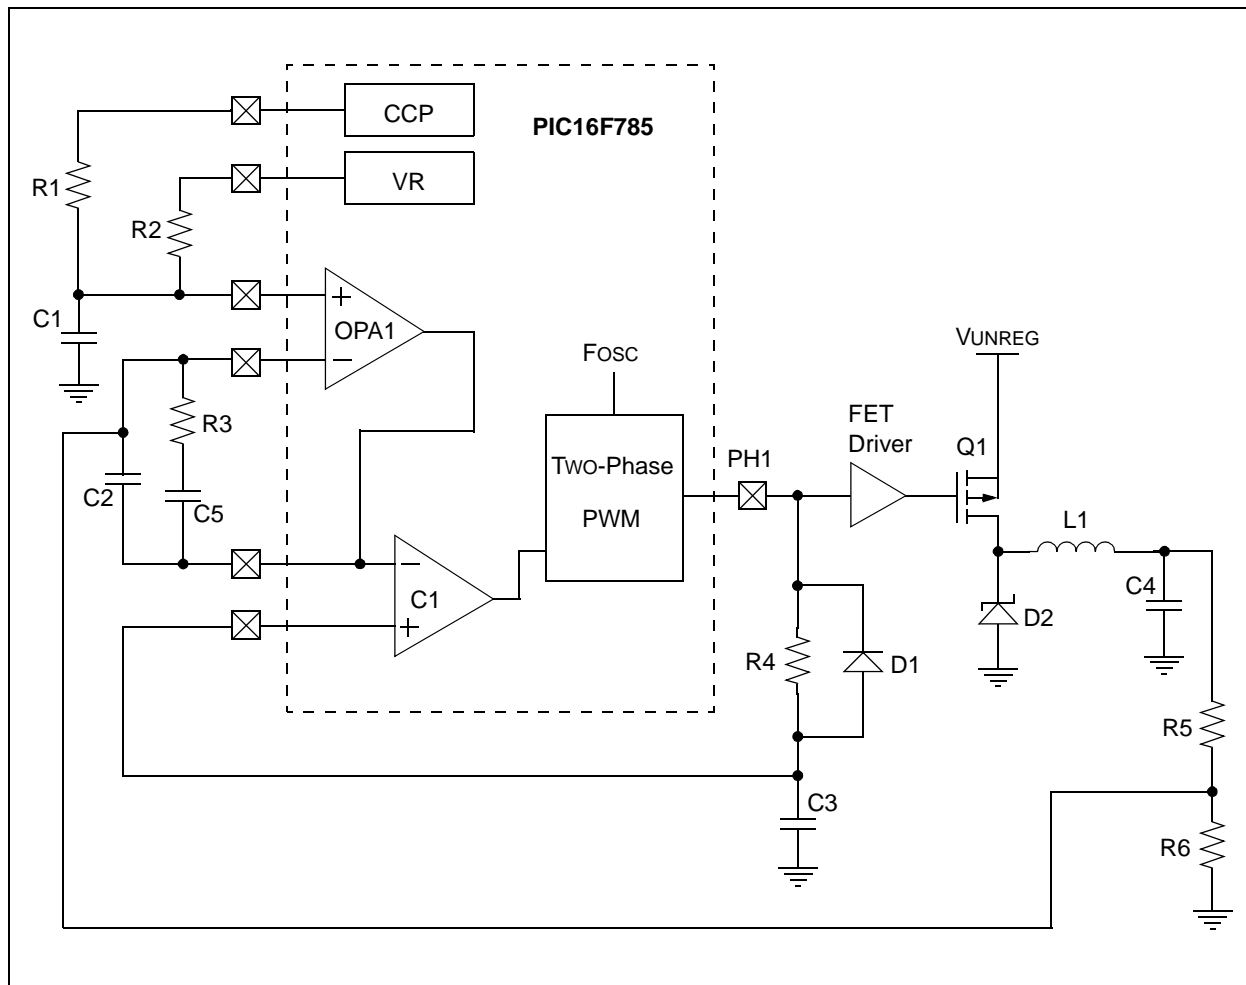 CCP
PIC16F785
VR
R1
R2
C1
+
OPA1
−
R3
C2
C5
FOSC
TWO-Phase
PWM
PH1
FET
Driver
VUNREG
Q1
L1
C4
D2
−
C1
+
R4
D1
R5
C3
R6